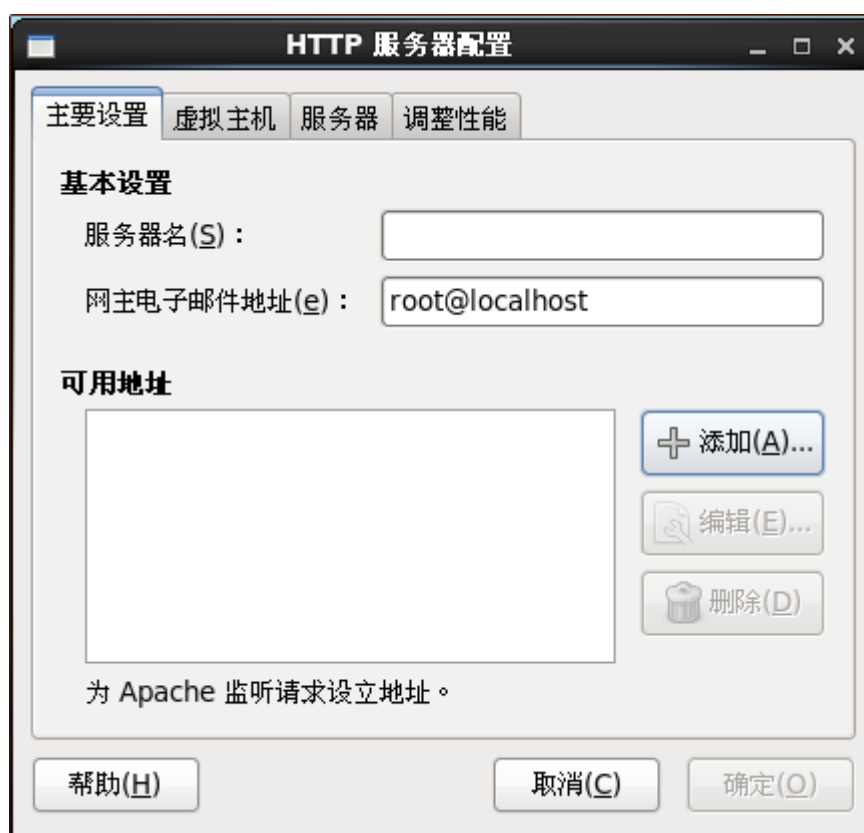 HTTP 服务器配置
主要设置 虚拟主机 服务器 调整性能
基本设置
服务器名(S)：
网主电子邮件地址(e)： root@localhost
可用地址
添加(A)...
编辑(E)...
删除(D)
为 Apache 监听请求设立地址。
帮助(H) 取消(C) 确定(O)